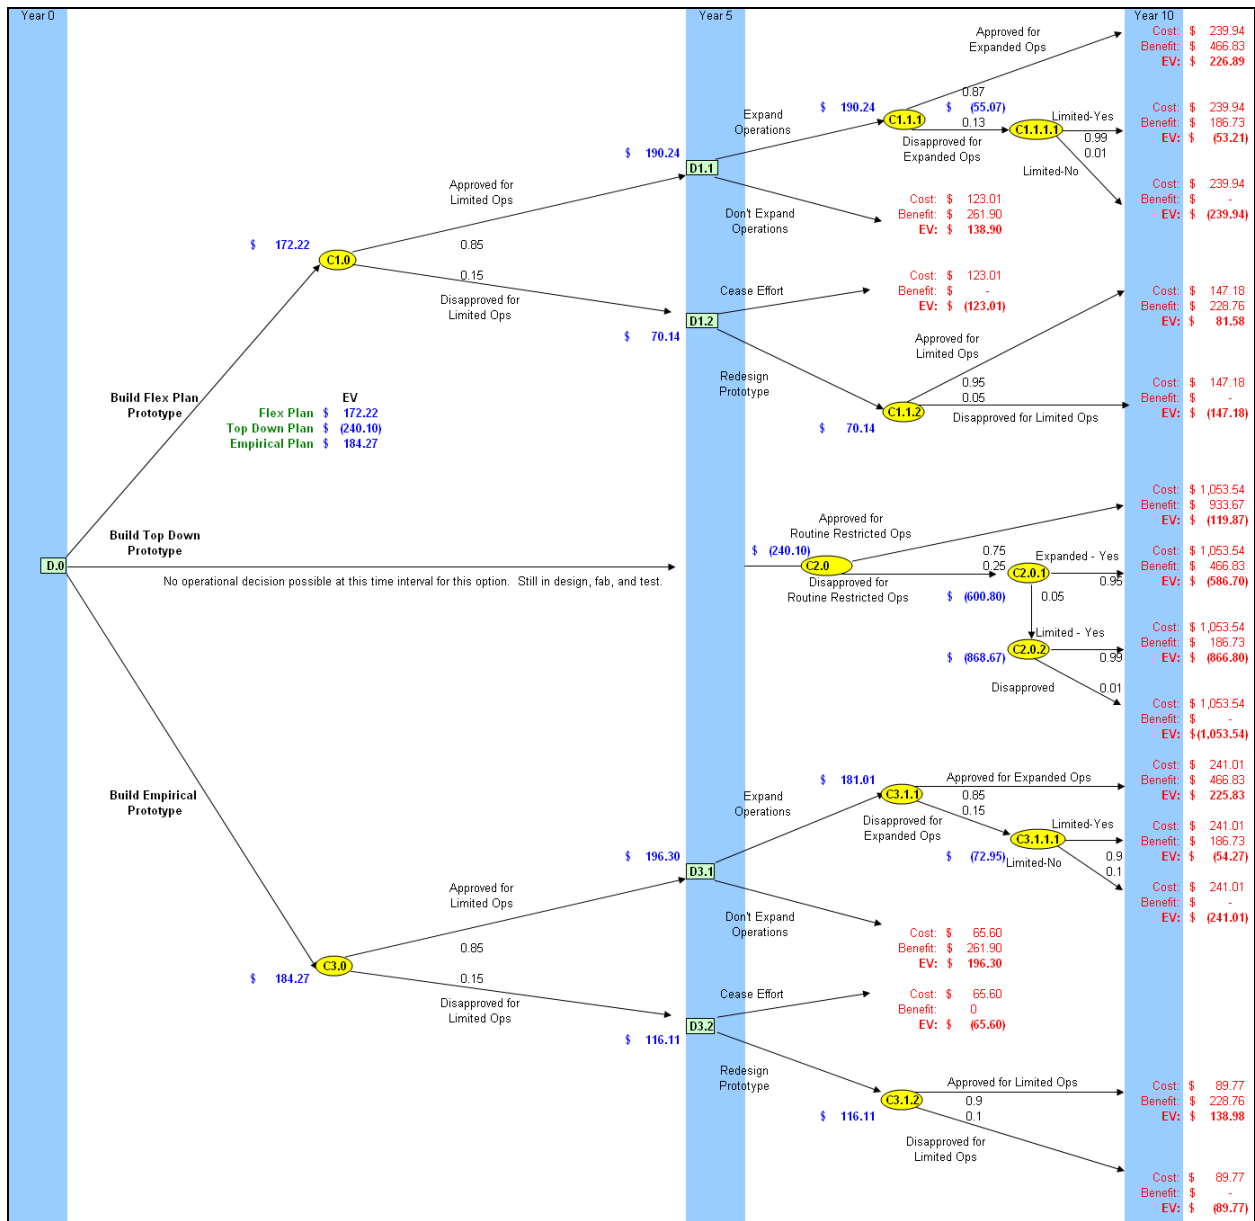 Year 0
Year 5
Year 10
Approved for
Expanded Ops
Cost: $ 239.94
Benefit: $ 466.83
EV: $ 226.89
0.87
$ 190.24
$ (55.07)
C1.1.1
0.13
Expand
Operations
Disapproved for
Expanded Ops
C1.1.1.1
Limited-Yes
0.99
0.01
Limited-No
Cost: $ 239.94
Benefit: $ 186.73
EV: $ (53.21)
Cost: $ 239.94
Benefit: $ -
EV: $ (239.94)
$ 190.24
D1.1
Approved for
Limited Ops
Don't Expand
Operations
Cost: $ 123.01
Benefit: $ 261.90
EV: $ 138.90
$ 172.22
C1.0
0.85
0.15
Disapproved for
Limited Ops
Cease Effort
Cost: $ 123.01
Benefit: $ -
EV: $ (123.01)
D1.2
$ 70.14
Approved for
Limited Ops
Cost: $ 147.18
Benefit: $ 228.76
EV: $ 81.58
Redesign
Prototype
0.95
0.05
C1.1.2
Disapproved for Limited Ops
$ 70.14
Cost: $ 147.18
Benefit: $ -
EV: $ (147.18)
Build Flex Plan
Prototype
EV
Flex Plan $ 172.22
Top Down Plan $ (240.10)
Empirical Plan $ 184.27
Build Top Down
Prototype
D.0
No operational decision possible at this time interval for this option. Still in design, fab, and test.
Approved for
Routine Restricted Ops
Cost: $ 1,053.54
Benefit: $ 933.67
EV: $ (119.87)
$ (240.10)
C2.0
0.75
0.25
Disapproved for
Routine Restricted Ops
$ (600.80)
C2.0.1
Expanded - Yes
0.95
0.05
Cost: $ 1,053.54
Benefit: $ 466.83
EV: $ (586.70)
Limited - Yes
C2.0.2
$ (868.67)
0.99
Disapproved
0.01
Cost: $ 1,053.54
Benefit: $ 186.73
EV: $ (866.80)
Cost: $ 1,053.54
Benefit: $ -
EV: $ (1,053.54)
Build Empirical
Prototype
$ 181.01
C3.1.1
Approved for Expanded Ops
0.85
0.15
Cost: $ 241.01
Benefit: $ 466.83
EV: $ 225.83
Expand
Operations
Disapproved for
Expanded Ops
$ (72.95)
C3.1.1.1
Limited-Yes
0.9
0.1
Limited-No
Cost: $ 241.01
Benefit: $ 186.73
EV: $ (54.27)
Cost: $ 241.01
Benefit: $ -
EV: $ (241.01)
$ 196.30
D3.1
Approved for
Limited Ops
Don't Expand
Operations
Cost: $ 65.60
Benefit: $ 261.90
EV: $ 196.30
0.85
C3.0
$ 184.27
0.15
Disapproved for
Limited Ops
Cease Effort
Cost: $ 65.60
Benefit: 0
EV: $ (65.60)
D3.2
$ 116.11
Redesign
Prototype
Approved for Limited Ops
C3.1.2
0.9
0.1
$ 116.11
Disapproved for
Limited Ops
Cost: $ 89.77
Benefit: $ 228.76
EV: $ 138.98
Cost: $ 89.77
Benefit: $ -
EV: $ (89.77)